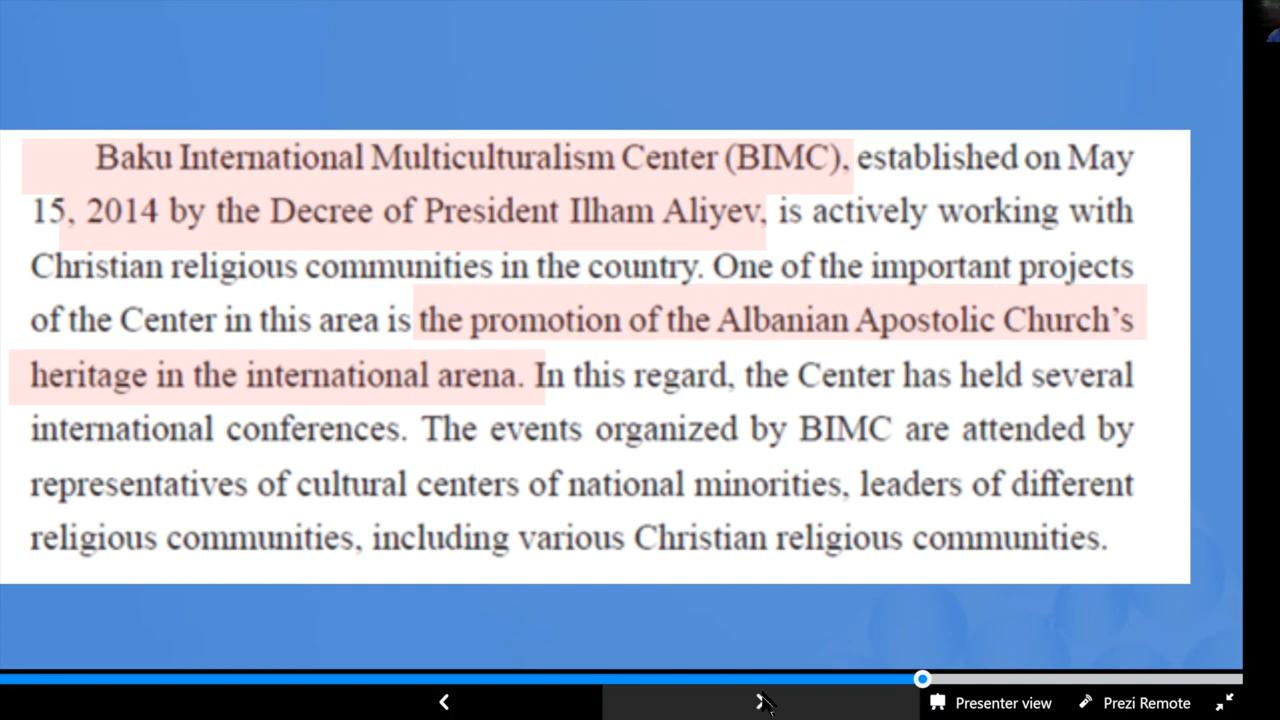 Baku International Multiculturalism Center (BIMC), established on May
15, 2014 by the Decree of President Ilham Aliyev, is actively working with
Christian religious communities in the country. One of the important projects
of the Center in this area is the promotion of the Albanian Apostolic Church's
heritage in the international arena. In this regard, the Center has held several
international conferences. The events organized by BIMC are attended by
representatives of cultural centers of national minorities, leaders of different
religious communities, including various Christian religious communities.
Presenter view Prezi Remote